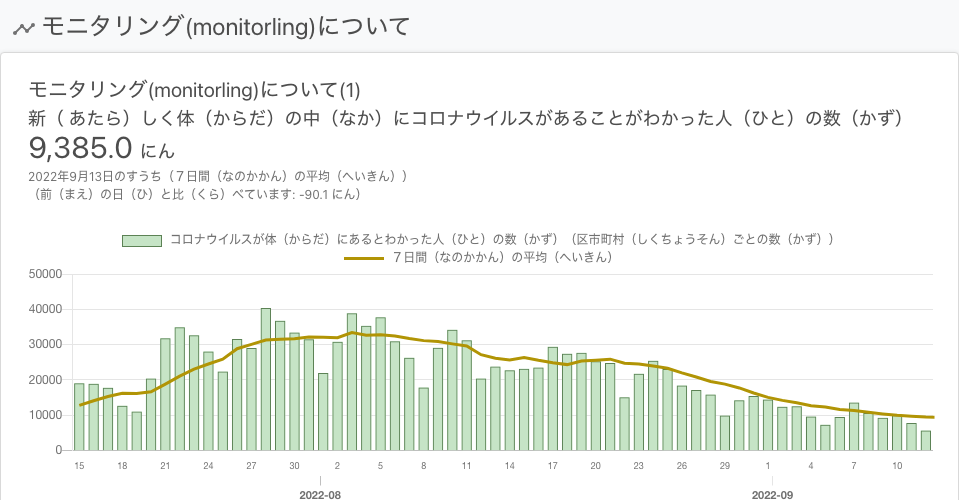 モニタリング(monitorling)について
モニタリング(monitorling)について(1)
新（ あたら）しく体（からだ）の中（なか）にコロナウイルスがあることがわかった人（ひと）の数（かず）
9,385.0 にん
2022年9月13日のすうち（７日間（なのかかん）の平均（へいきん））
（前（まえ）の日（ひ）と比（くら）べています: -90.1 にん）
コロナウイルスが体（からだ）にあるとわかった人（ひと）の数（かず）（区市町村（しくちょうそん）ごとの数（かず））
７日間（なのかかん）の平均（へいきん）
50000
40000
30000
20000
10000
0
15 18 21 24 27 30 2 5 8 11 14 17 20 23 26 29 1 4 7 10
2022-08 2022-09